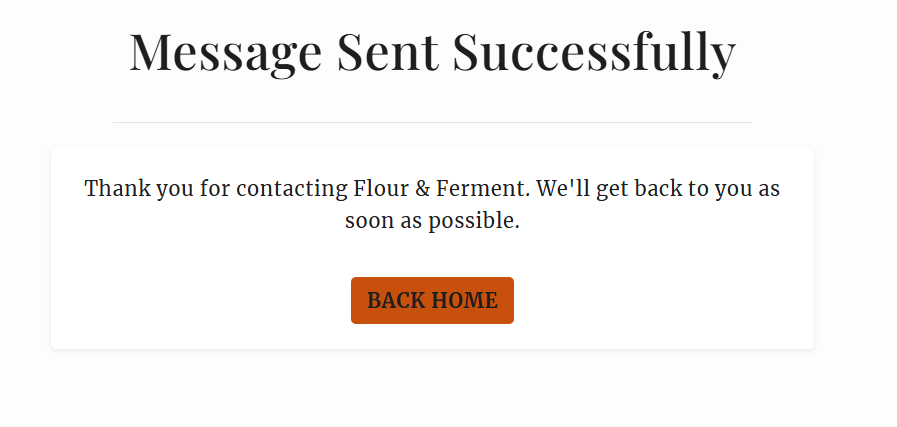 Message Sent Successfully
Thank you for contacting Flour & Ferment. We'll get back to you as
soon as possible.
BACK HOME